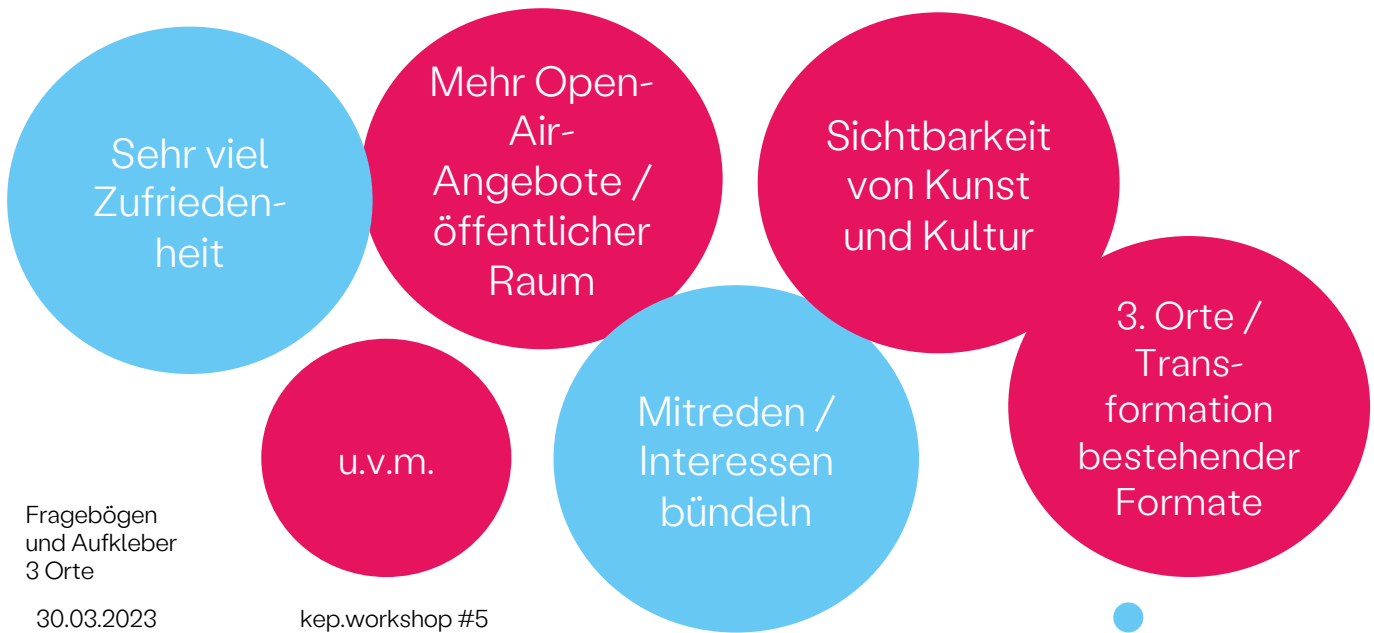 Sehr viel
Zufrieden-
heit
Mehr Open-
Air-
Angebote /
öffentlicher
Raum
Sichtbarkeit
von Kunst
und Kultur
3. Orte /
Trans-
formation
bestehender
Formate
u.v.m.
Mitreden /
Interessen
bündeln
Fragebögen
und Aufkleber
3 Orte
30.03.2023
kep.workshop #5